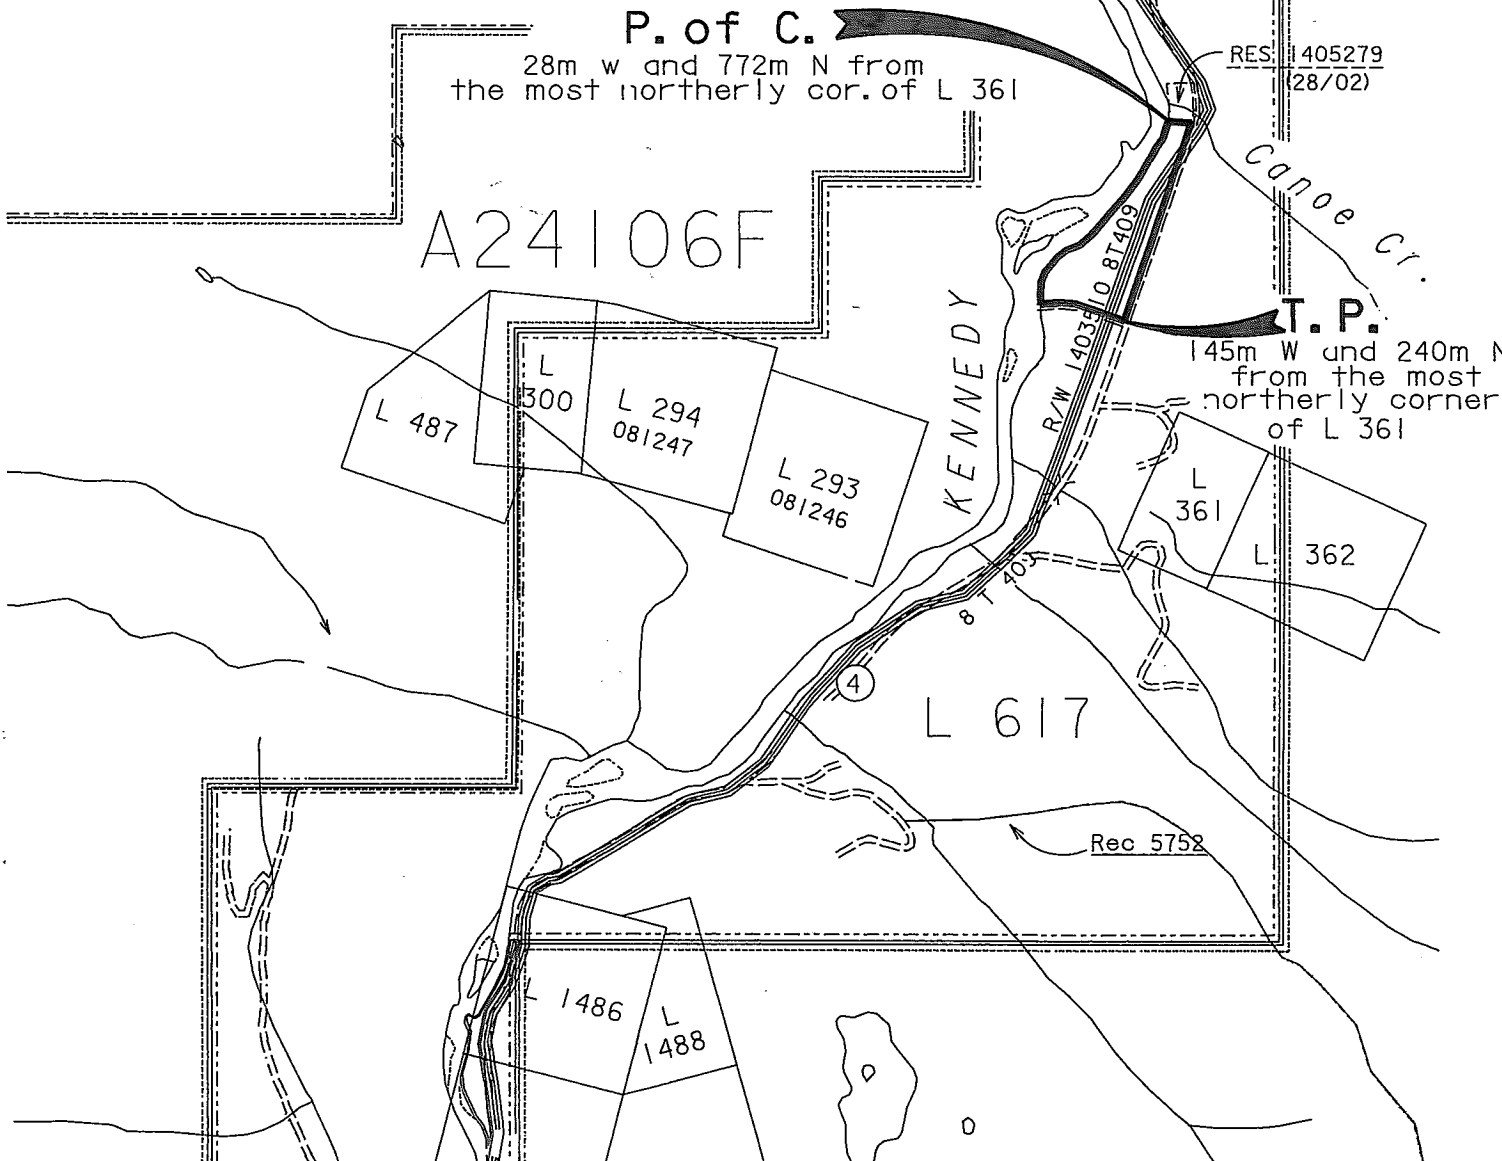 P. of C.
28m w and 772m N from
the most northerly cor. of L 361
RES 1405279
(28/02)
Canoe Cr.
A24106F
KENNEDY
R/W 1403510 8T409
T. P.
145m W and 240m N
from the most
northerly corner
of L 361
L 487
L
300
L 294
081247
L 293
081246
L
361
L 362
8 T 409
4
L 617
Rec 5752
L 1486
L
1488